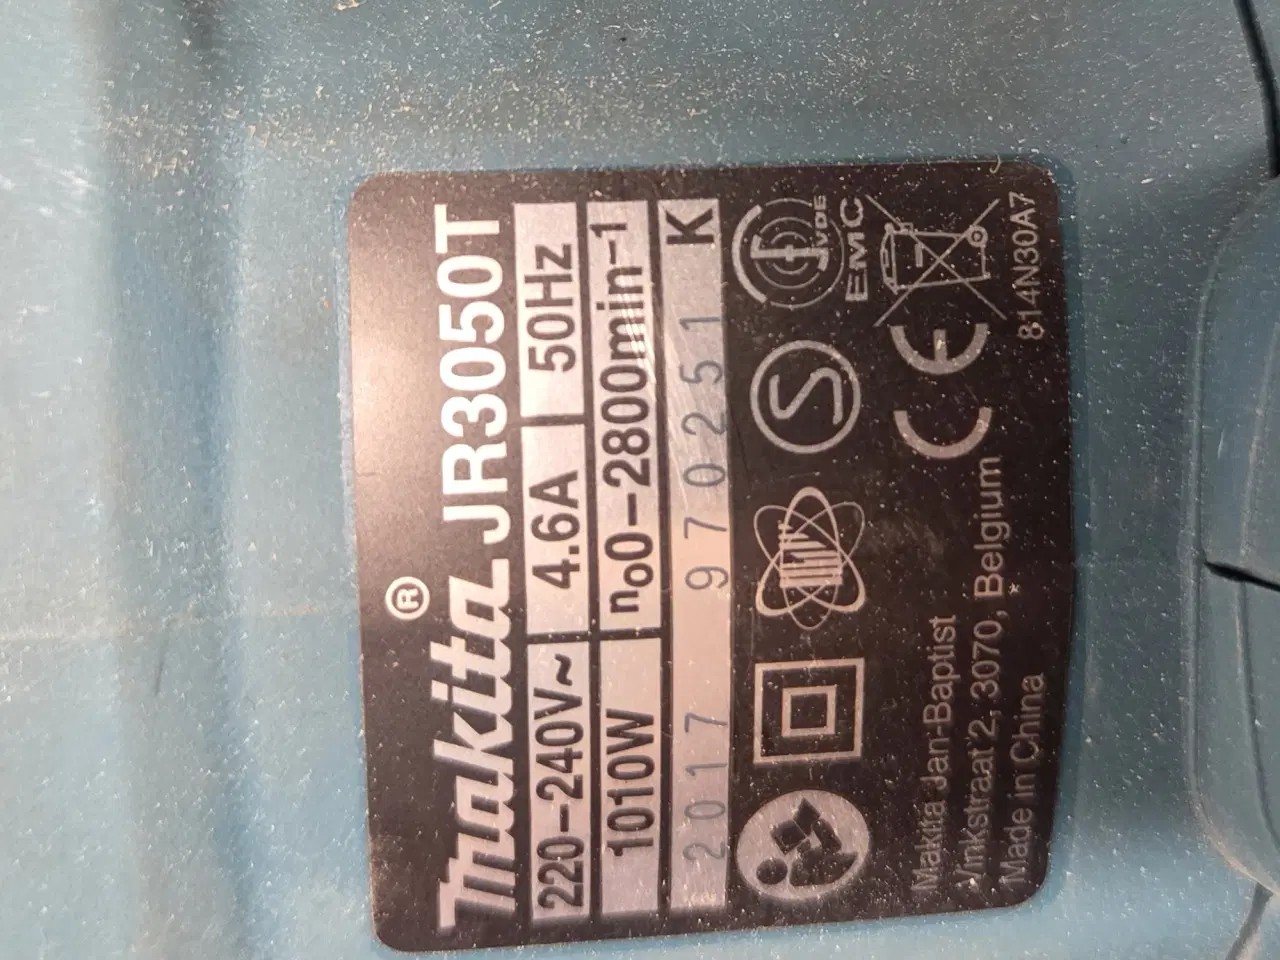 makita® JR3050T
220-240V~ 4.6A 50Hz
1010W n₀0-2800min⁻¹
2017 970251 K
VDE
EMC
S
CE
Makita Jan-Baptist
Vinkstraat 2, 3070, Belgium
Made in China
814N30A7